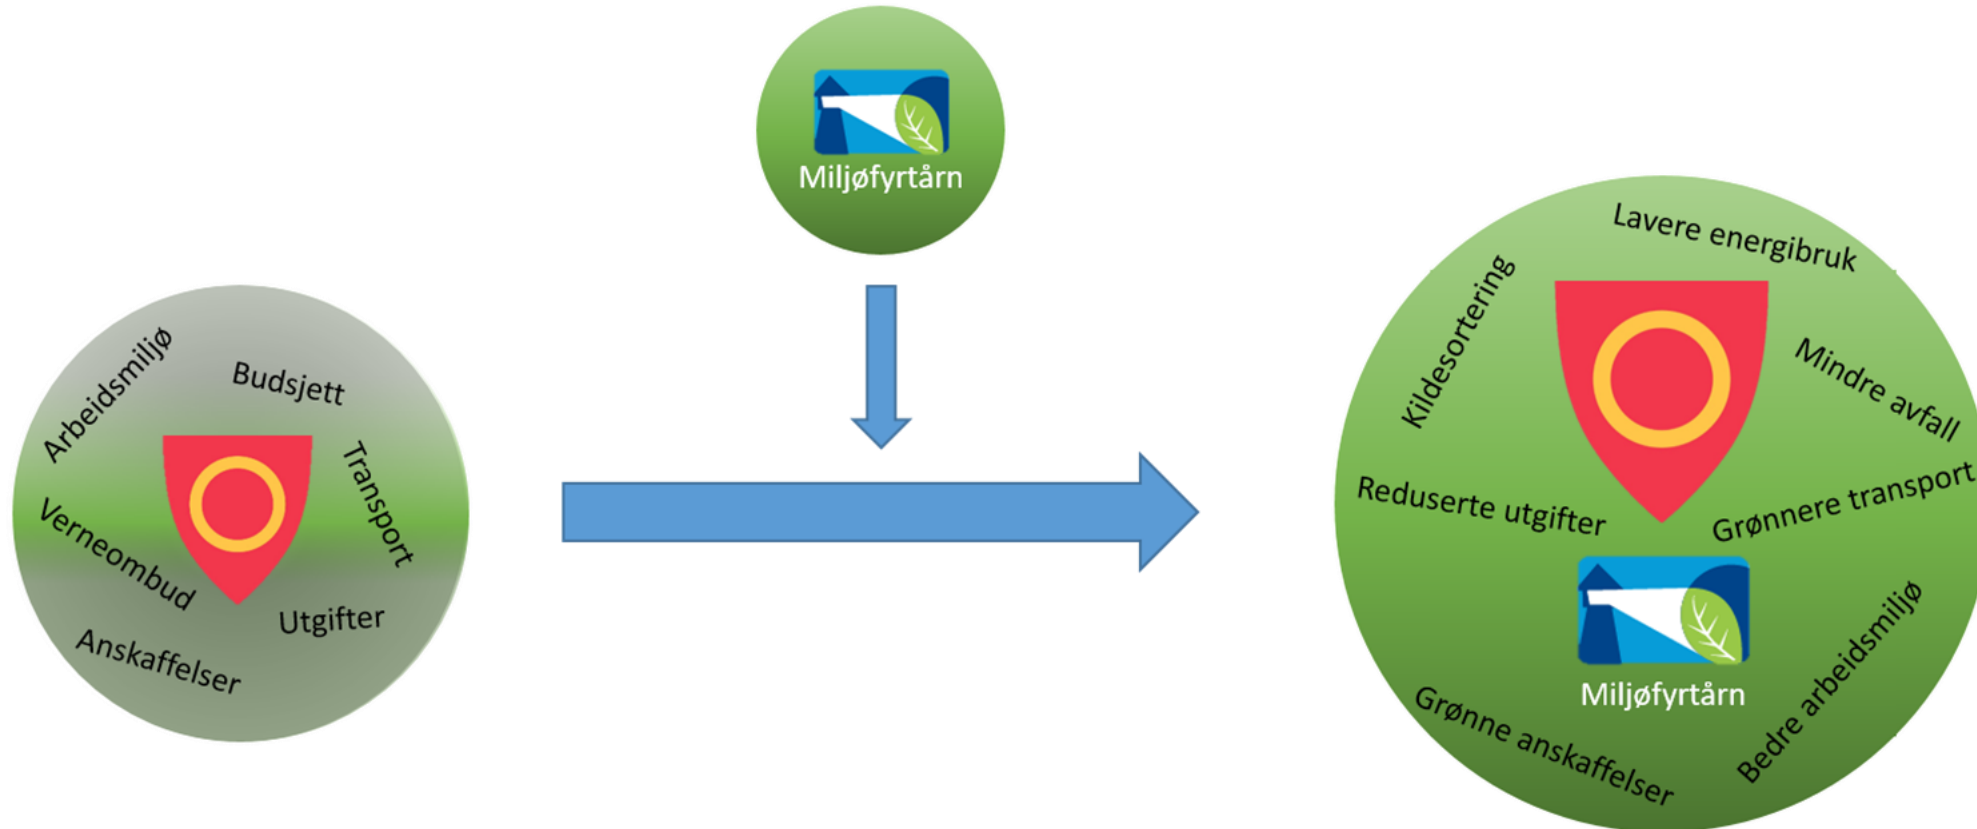 Miljøfyrtårn
Arbeidsmiljø
Budsjett
Transport
Verneombud
Utgifter
Anskaffelser
Lavere energibruk
Kildesortering
Mindre avfall
Reduserte utgifter
Grønnere transport
Miljøfyrtårn
Grønne anskaffelser
Bedre arbeidsmiljø